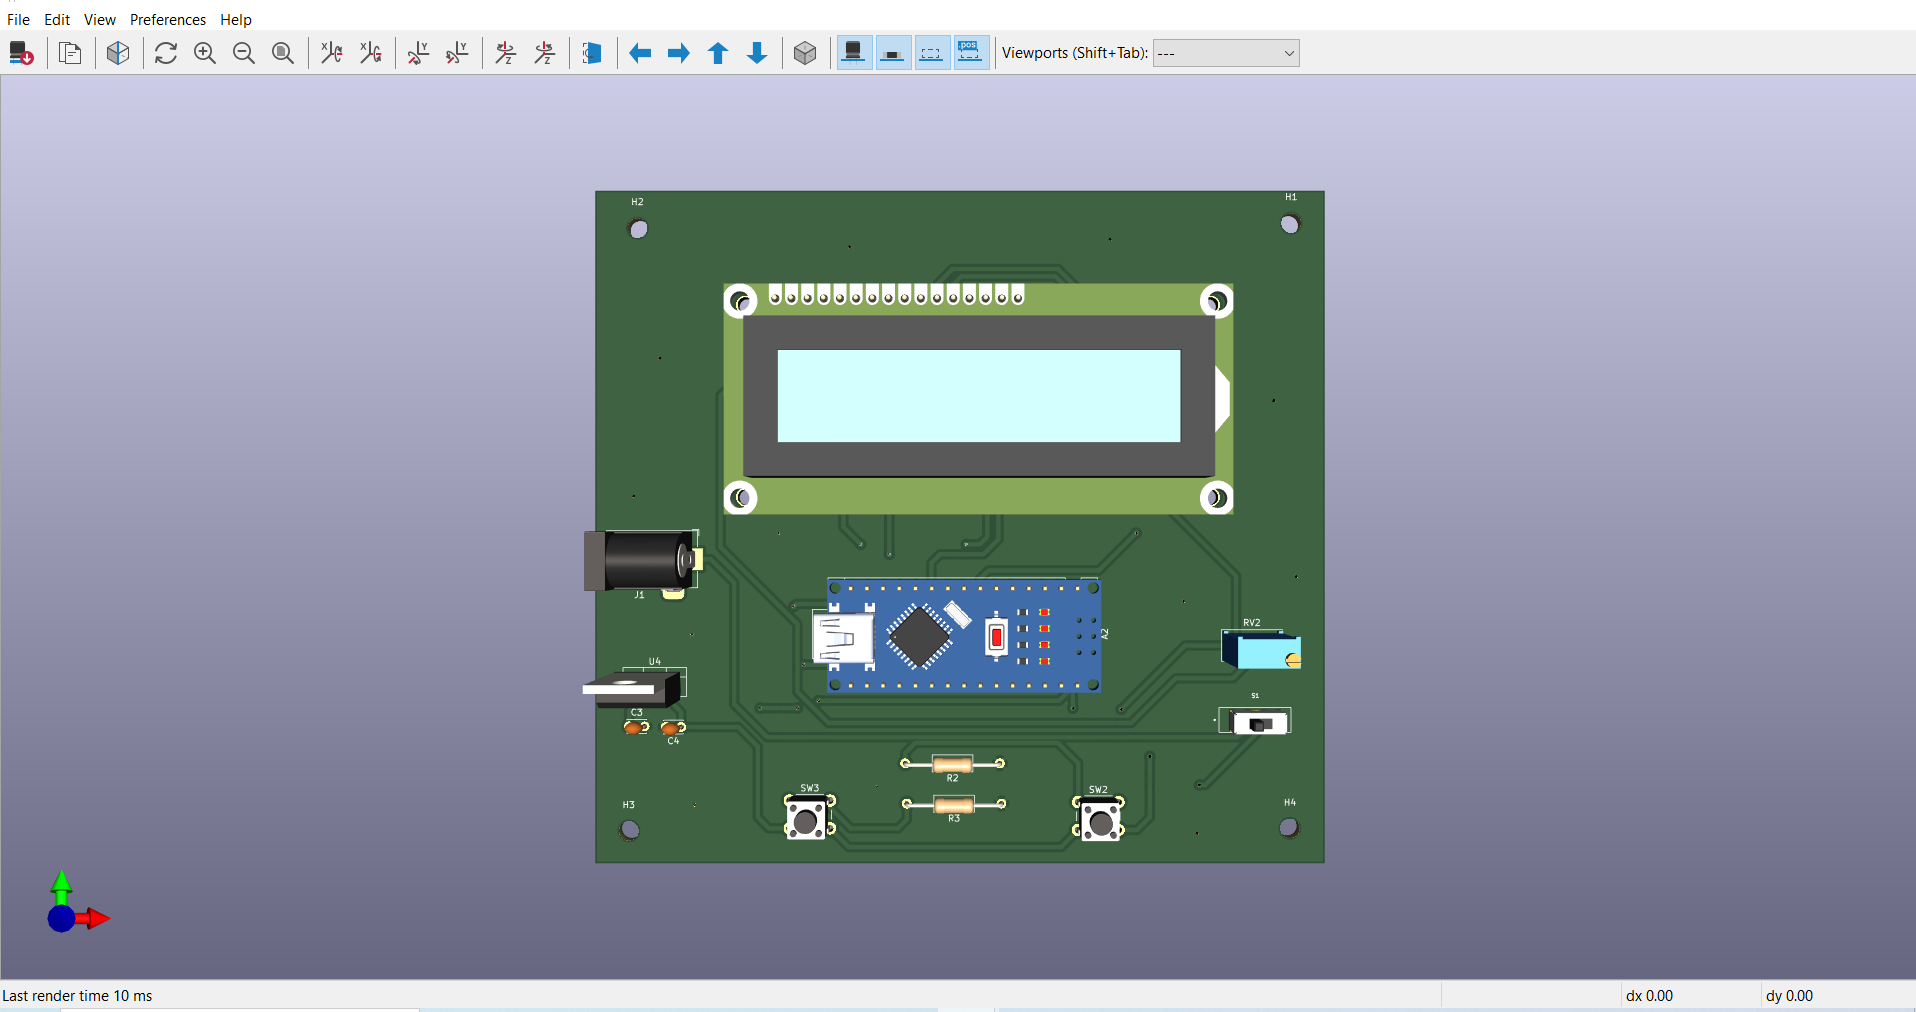 File Edit View Preferences Help
.pos
Viewports (Shift+Tab): ---
H2
H1
J1
A2
RV2
U4
S1
C3
C4
R2
SW3
SW2
R3
H3
H4
Last render time 10 ms
dx 0.00
dy 0.00